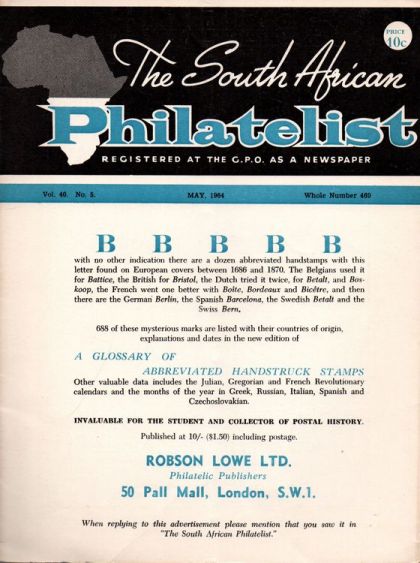 PRICE
10c
The South African
Philatelist
REGISTERED AT THE G.P.O. AS A NEWSPAPER
Vol. 40. No. 5. MAY, 1964 Whole Number 469
B B B B B
with no other indication there are a dozen abbreviated handstamps with this
letter found on European covers between 1686 and 1870. The Belgians used it
for Battice, the British for Bristol, the Dutch tried it twice, for Betalt, and Bos-
koop, the French went one better with Boite, Bordeaux and Bicêtre, and then
there are the German Berlin, the Spanish Barcelona, the Swedish Betalt and the
Swiss Bern.
688 of these mysterious marks are listed with their countries of origin,
explanations and dates in the new edition of
A GLOSSARY OF
ABBREVIATED HANDSTRUCK STAMPS
Other valuable data includes the Julian, Gregorian and French Revolutionary
calendars and the months of the year in Greek, Russian, Italian, Spanish and
Czechoslovakian.
INVALUABLE FOR THE STUDENT AND COLLECTOR OF POSTAL HISTORY.
Published at 10/- ($1.50) including postage.
ROBSON LOWE LTD.
Philatelic Publishers
50 Pall Mall, London, S.W.1.
When replying to this advertisement please mention that you saw it in
"The South African Philatelist."